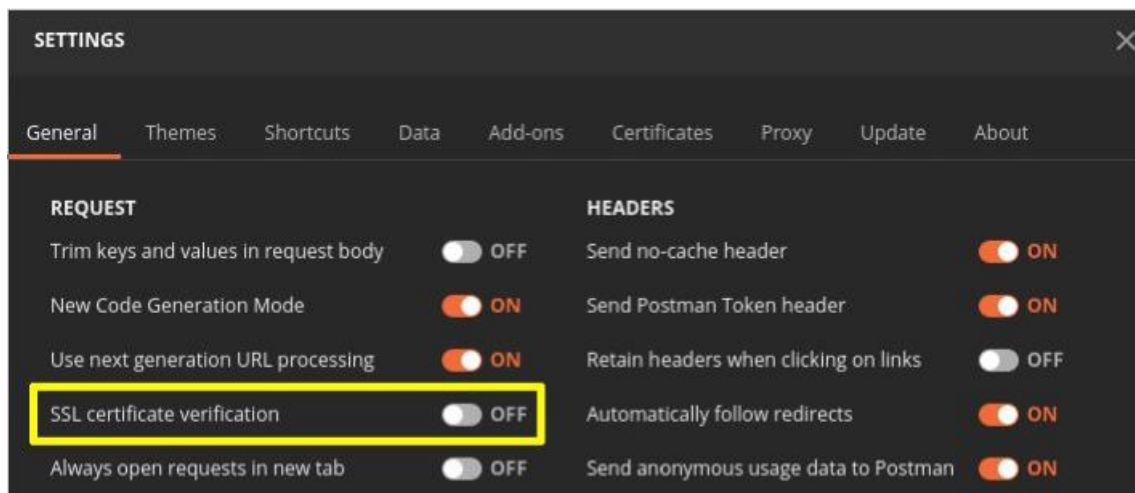 SETTINGS
General Themes Shortcuts Data Add-ons Certificates Proxy Update About
REQUEST
Trim keys and values in request body OFF
New Code Generation Mode ON
Use next generation URL processing ON
SSL certificate verification OFF
Always open requests in new tab OFF
HEADERS
Send no-cache header ON
Send Postman Token header ON
Retain headers when clicking on links OFF
Automatically follow redirects ON
Send anonymous usage data to Postman ON